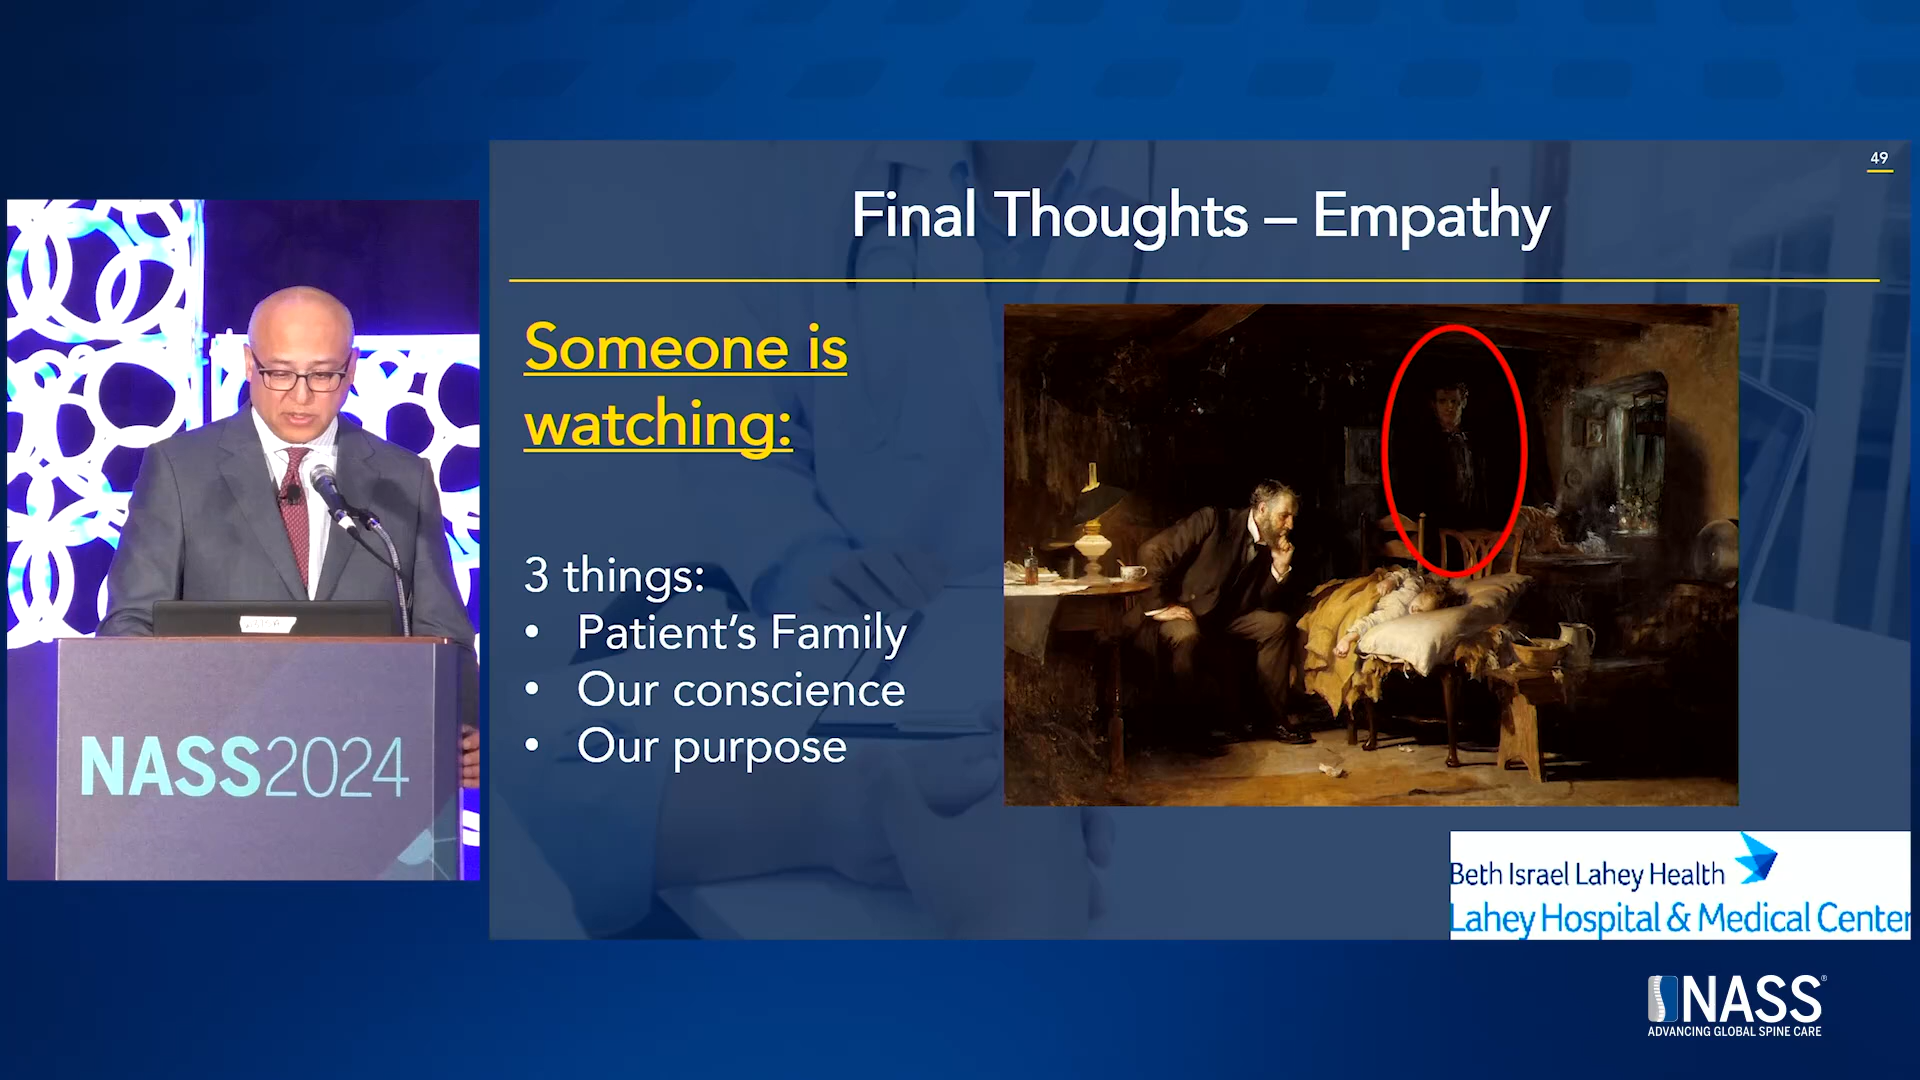 49
Final Thoughts – Empathy
Someone is
watching:
3 things:
• Patient’s Family
• Our conscience
• Our purpose
NASS2024
Beth Israel Lahey Health
Lahey Hospital & Medical Center
NASS®
ADVANCING GLOBAL SPINE CARE